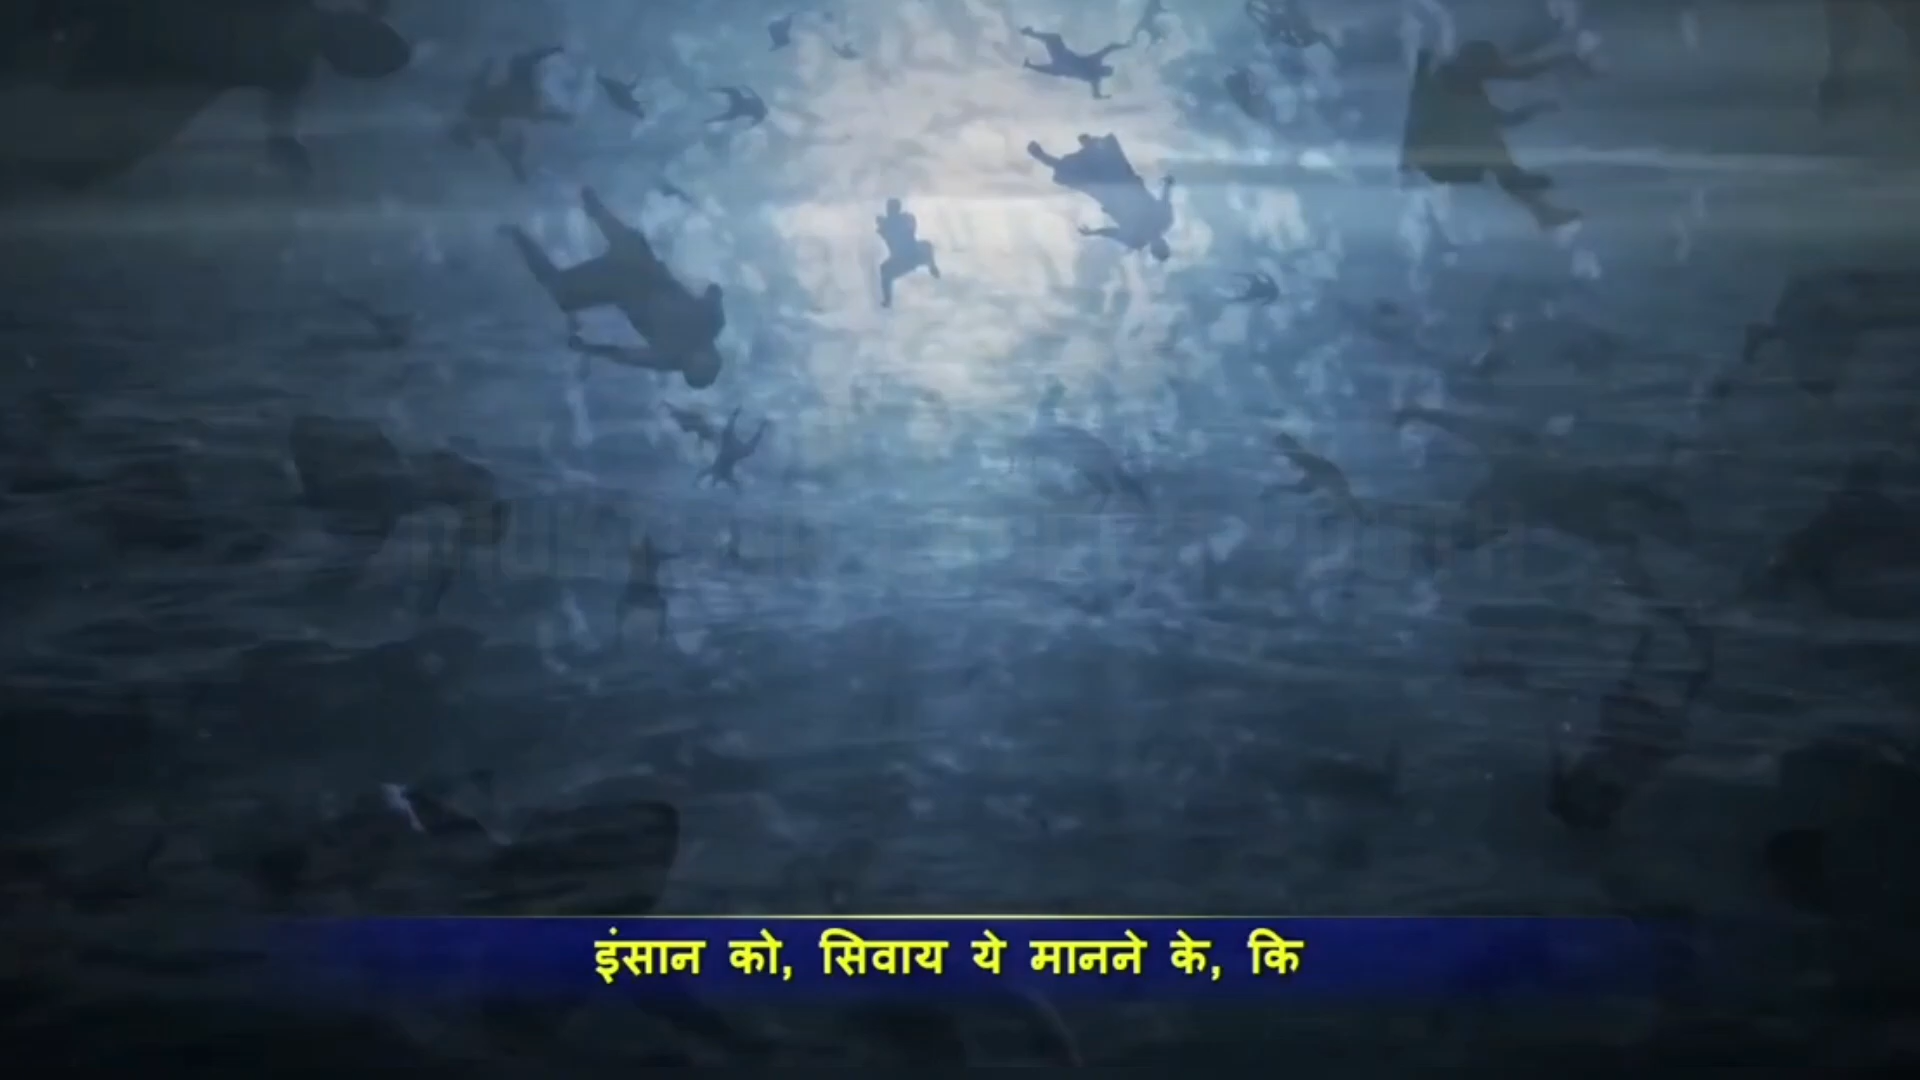 इंसान को, सिवाय ये मानने के, कि